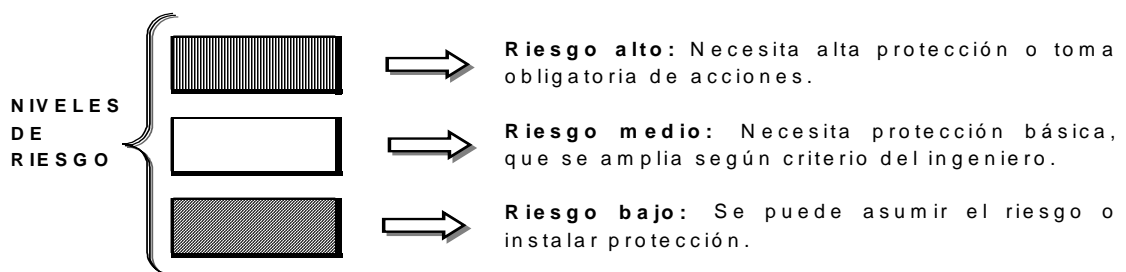 NIVELES
DE
RIESGO
Riesgo alto: Necesita alta protección o toma
obligatoria de acciones.
Riesgo medio: Necesita protección básica,
que se amplia según criterio del ingeniero.
Riesgo bajo: Se puede asumir el riesgo o
instalar protección.